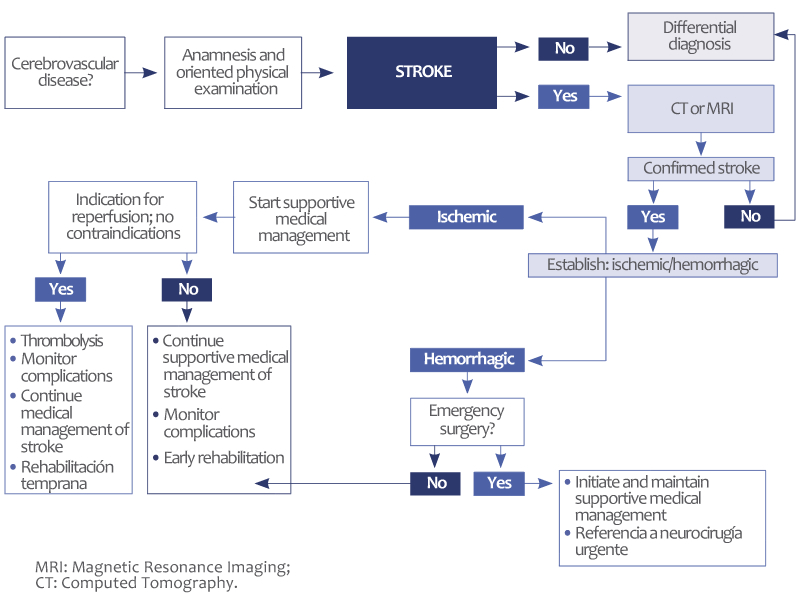 Cerebrovascular
disease?
Anamnesis and
oriented physical
examination
STROKE
No
Differential
diagnosis
Yes
CT or MRI
Confirmed stroke
Yes
No
Establish: ischemic/hemorrhagic
Ischemic
Start supportive
medical
management
Indication for
reperfusion; no
contraindications
Yes
No
• Thrombolysis
• Monitor
complications
• Continue
medical
management of
stroke
• Rehabilitación
temprana
• Continue
supportive medical
management of
stroke
• Monitor
complications
• Early rehabilitation
Hemorrhagic
Emergency
surgery?
No
Yes
• Initiate and maintain
supportive medical
management
• Referencia a neurocirugía
urgente
MRI: Magnetic Resonance Imaging;
CT: Computed Tomography.